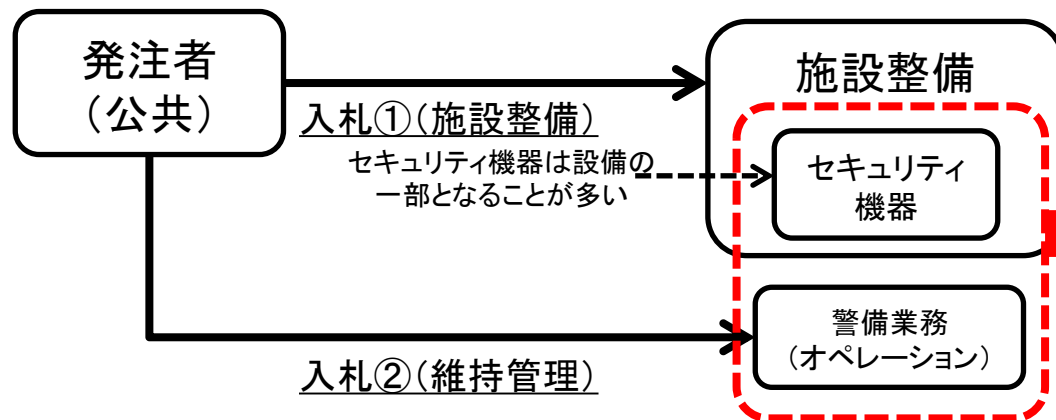 発注者
(公共)
入札①(施設整備)
セキュリティ機器は設備の
一部となることが多い
施設整備
セキュリティ
機器
警備業務
(オペレーション)
入札②(維持管理)